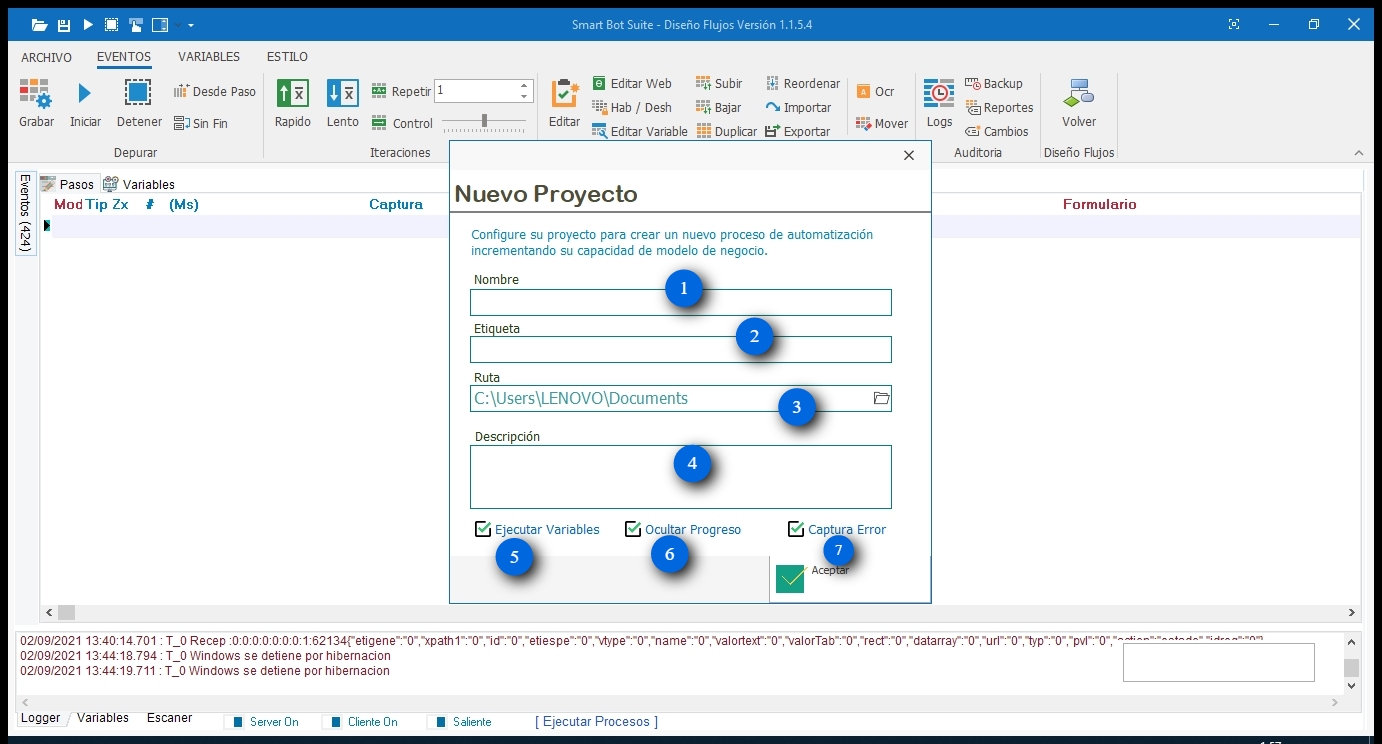 Smart Bot Suite - Diseño Flujos Versión 1.1.5.4
ARCHIVO EVENTOS VARIABLES ESTILO
Grabar Iniciar Detener Desde Paso Sin Fin
Depurar
Rapido Lento Repetir 1 Control
Iteraciones
Editar Editar Web Subir Reordenar
Hab / Desh Bajar Importar
Editar Variable Duplicar Exportar
Ocr
Mover
Logs Backup
Reportes
Cambios
Auditoria
Volver
Diseño Flujos
Eventos (424)
Pasos Variables
Mod Tip Zx # (Ms) Captura Formulario
Nuevo Proyecto
Configure su proyecto para crear un nuevo proceso de automatización
incrementando su capacidad de modelo de negocio.
Nombre
1
Etiqueta
2
Ruta
C:\Users\LENOVO\Documents
3
Descripción
4
Ejecutar Variables Ocultar Progreso Captura Error
5 6 7
Aceptar
02/09/2021 13:40:14.701 : T_0 Recep :0:0:0:0:0:0:0:1:62134{"etigene":"0","xpath1":"0","id":"0","etiespe":"0","vtype":"0","name":"0","valortext":"0","valorTab":"0","rect":"0","datarray":"0","url":"0","typ":"0","pvl":"0",
02/09/2021 13:44:18.794 : T_0 Windows se detiene por hibernacion
02/09/2021 13:44:19.711 : T_0 Windows se detiene por hibernacion
Logger Variables Escaner Server On Cliente On Saliente [ Ejecutar Procesos ]